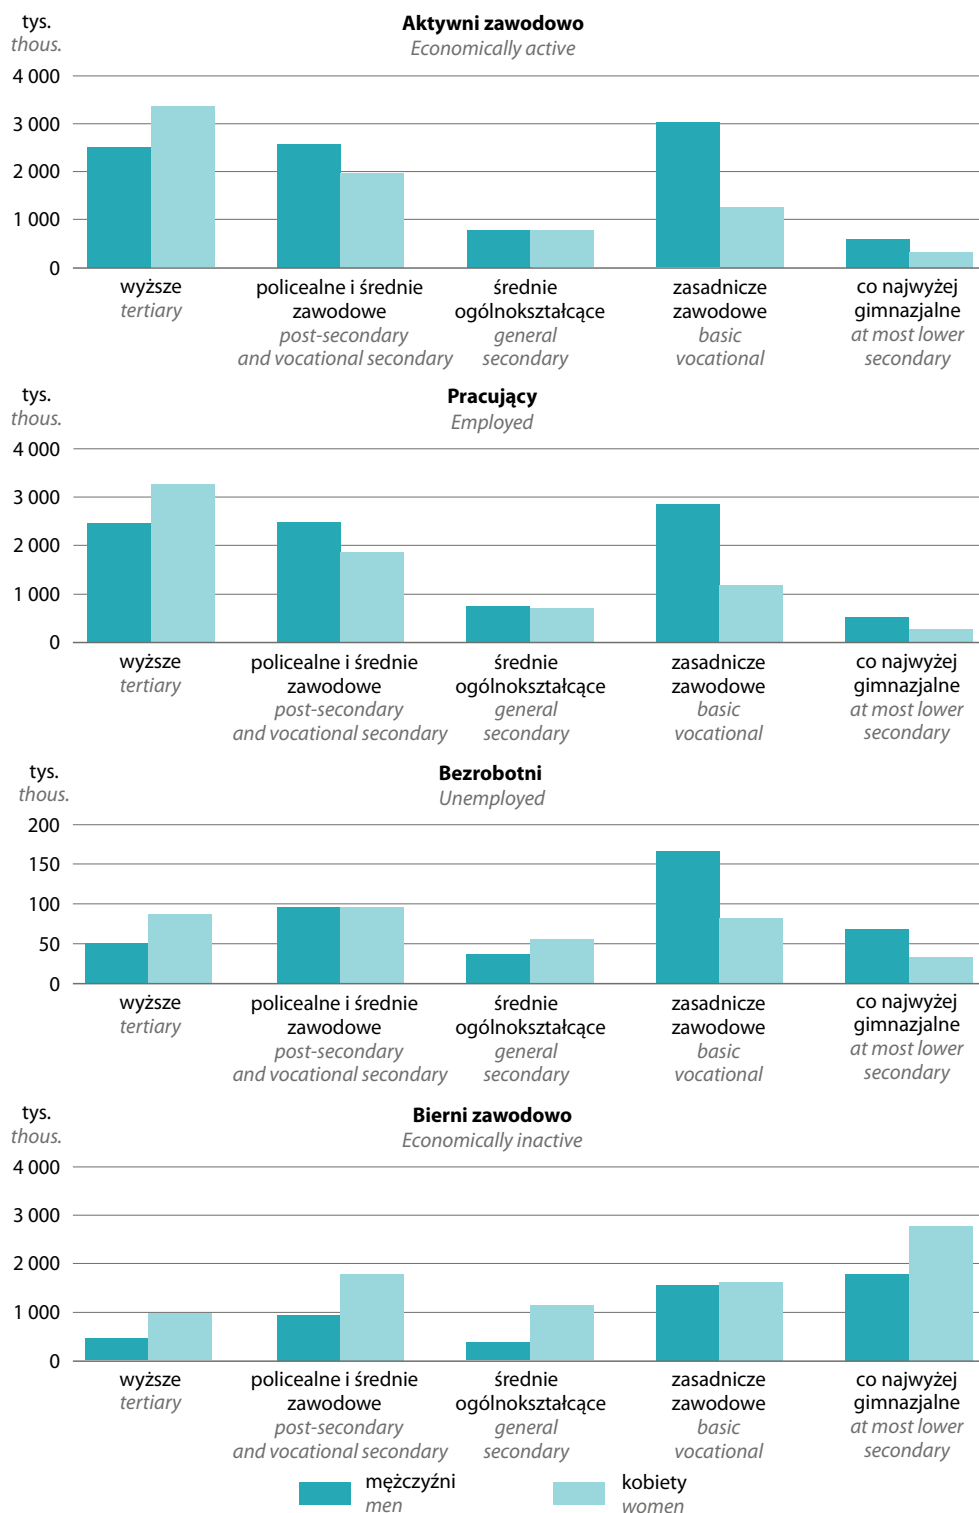 tys.
thous.
Aktywni zawodowo
Economically active
4 000
3 000
2 000
1 000
0
wyższe
tertiary
policealne i średnie
zawodowe
post-secondary
and vocational secondary
średnie
ogólnokształcące
general
secondary
zasadnicze
zawodowe
basic
vocational
co najwyżej
gimnazjalne
at most lower
secondary
tys.
thous.
Pracujący
Employed
4 000
3 000
2 000
1 000
0
wyższe
tertiary
policealne i średnie
zawodowe
post-secondary
and vocational secondary
średnie
ogólnokształcące
general
secondary
zasadnicze
zawodowe
basic
vocational
co najwyżej
gimnazjalne
at most lower
secondary
tys.
thous.
Bezrobotni
Unemployed
200
150
100
50
0
wyższe
tertiary
policealne i średnie
zawodowe
post-secondary
and vocational secondary
średnie
ogólnokształcące
general
secondary
zasadnicze
zawodowe
basic
vocational
co najwyżej
gimnazjalne
at most lower
secondary
tys.
thous.
Bierni zawodowo
Economically inactive
4 000
3 000
2 000
1 000
0
wyższe
tertiary
policealne i średnie
zawodowe
post-secondary
and vocational secondary
średnie
ogólnokształcące
general
secondary
zasadnicze
zawodowe
basic
vocational
co najwyżej
gimnazjalne
at most lower
secondary
mężczyźni
men
kobiety
women